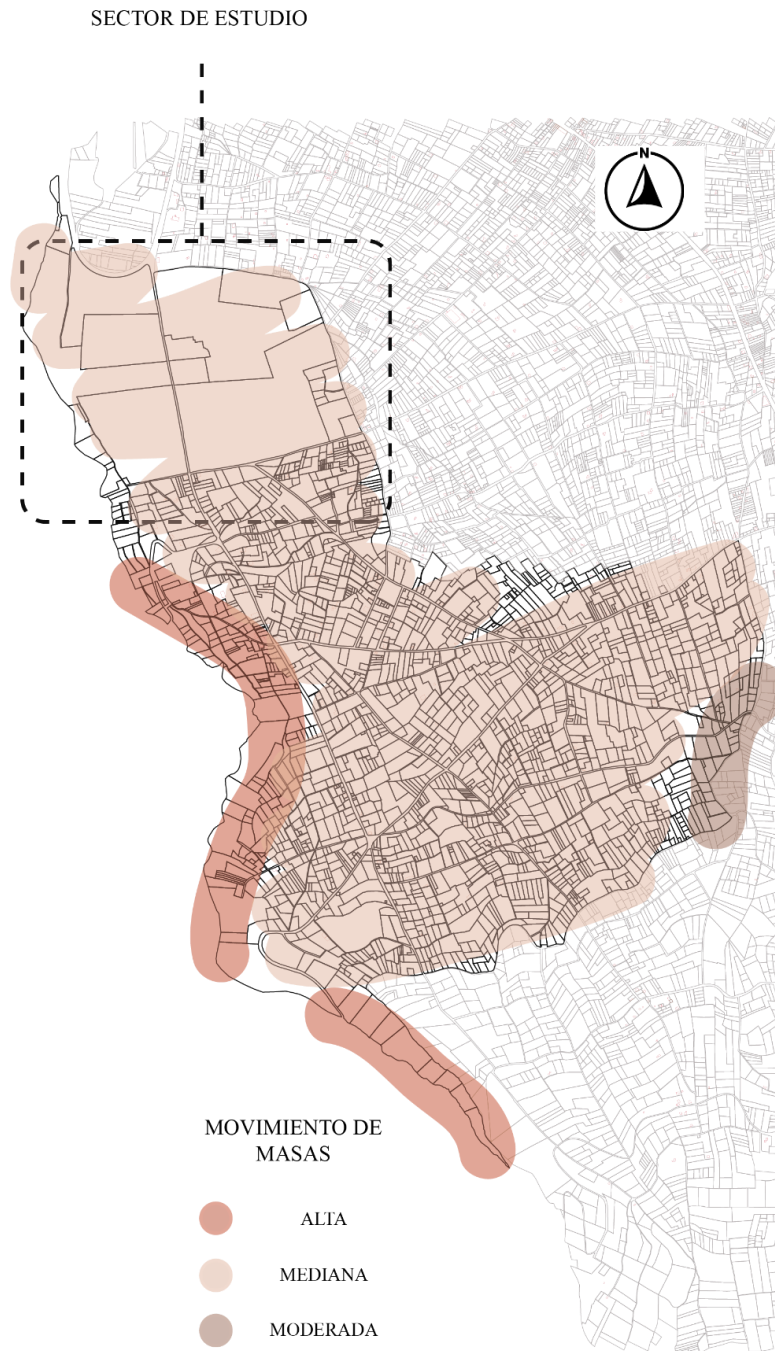 SECTOR DE ESTUDIO
N
MOVIMIENTO DE
MASAS
ALTA
MEDIANA
MODERADA